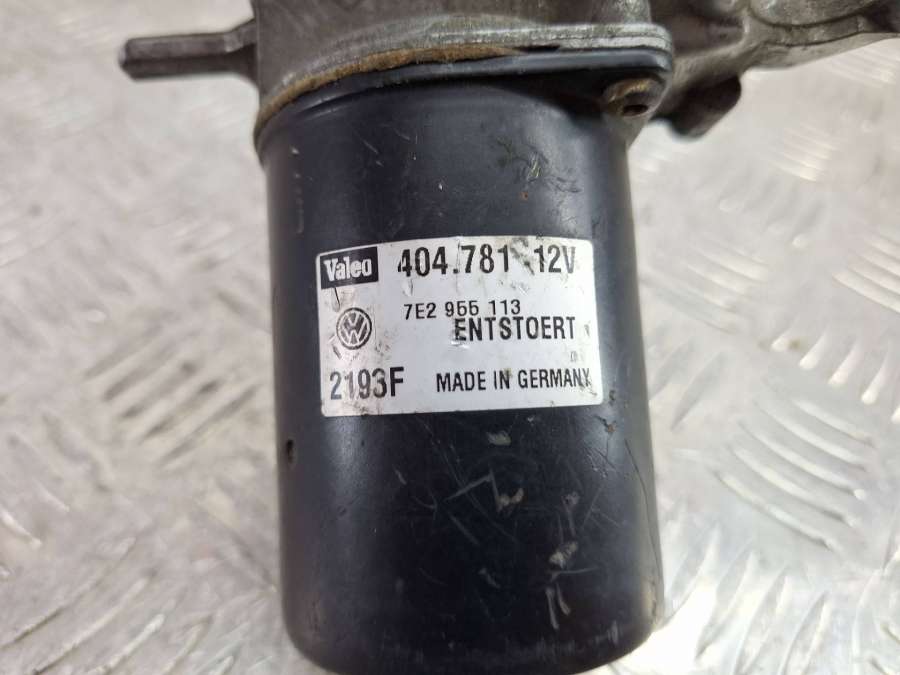 Valeo 404.781 12V
7E2 955 113
ENTSTOERT
2193F MADE IN GERMANY